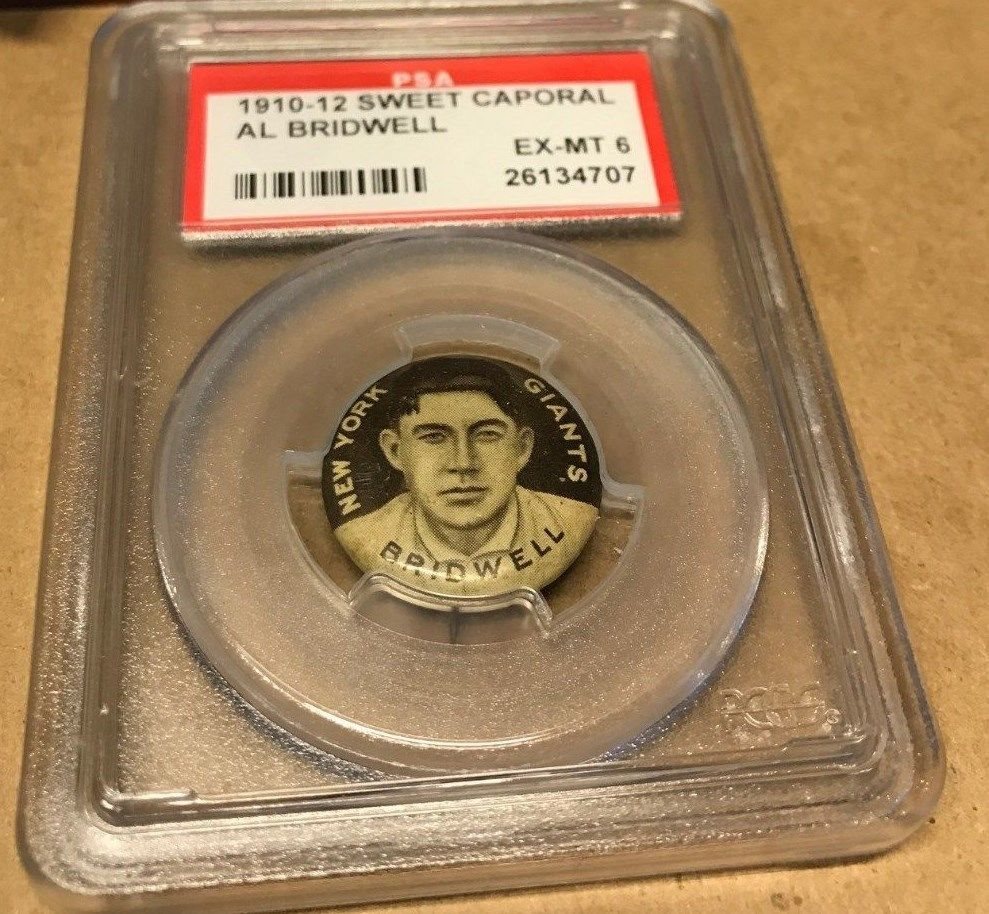 PSA
1910-12 SWEET CAPORAL
AL BRIDWELL
EX-MT 6
26134707
NEW YORK
GIANTS,
BRIDWELL